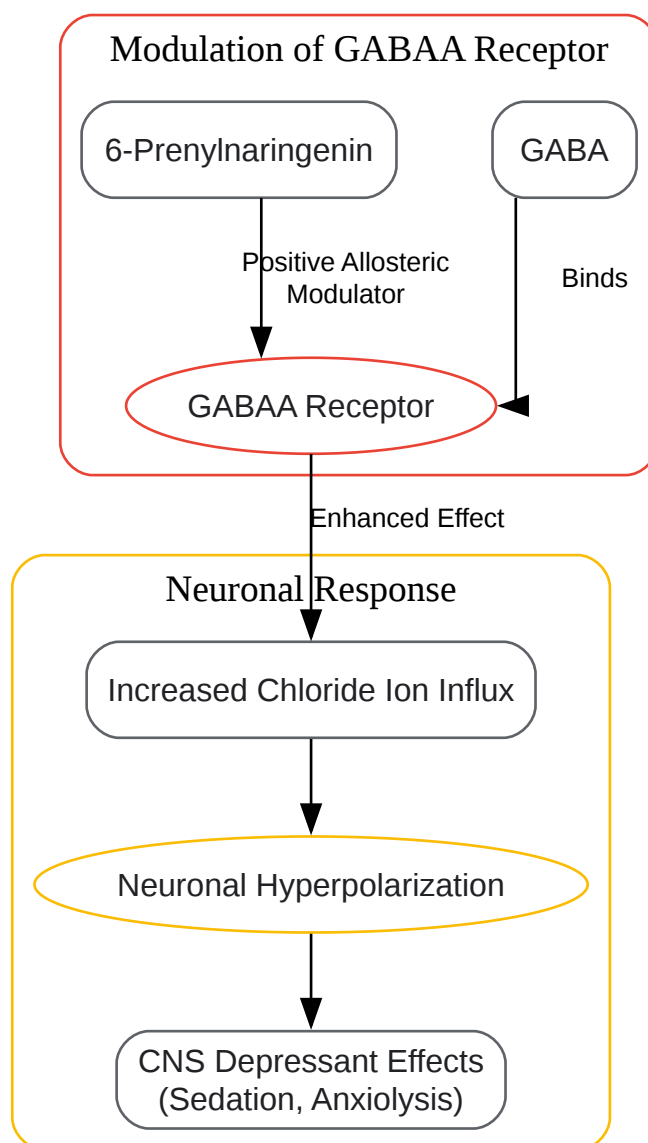 Modulation of GABAA Receptor
6-Prenylnaringenin
GABA
Positive Allosteric
Modulator
Binds
GABAA Receptor
Enhanced Effect
Neuronal Response
Increased Chloride Ion Influx
Neuronal Hyperpolarization
CNS Depressant Effects
(Sedation, Anxiolysis)